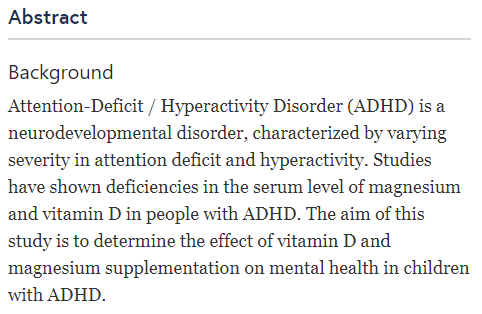 Abstract
Background
Attention-Deficit / Hyperactivity Disorder (ADHD) is a
neurodevelopmental disorder, characterized by varying
severity in attention deficit and hyperactivity. Studies
have shown deficiencies in the serum level of magnesium
and vitamin D in people with ADHD. The aim of this
study is to determine the effect of vitamin D and
magnesium supplementation on mental health in children
with ADHD.